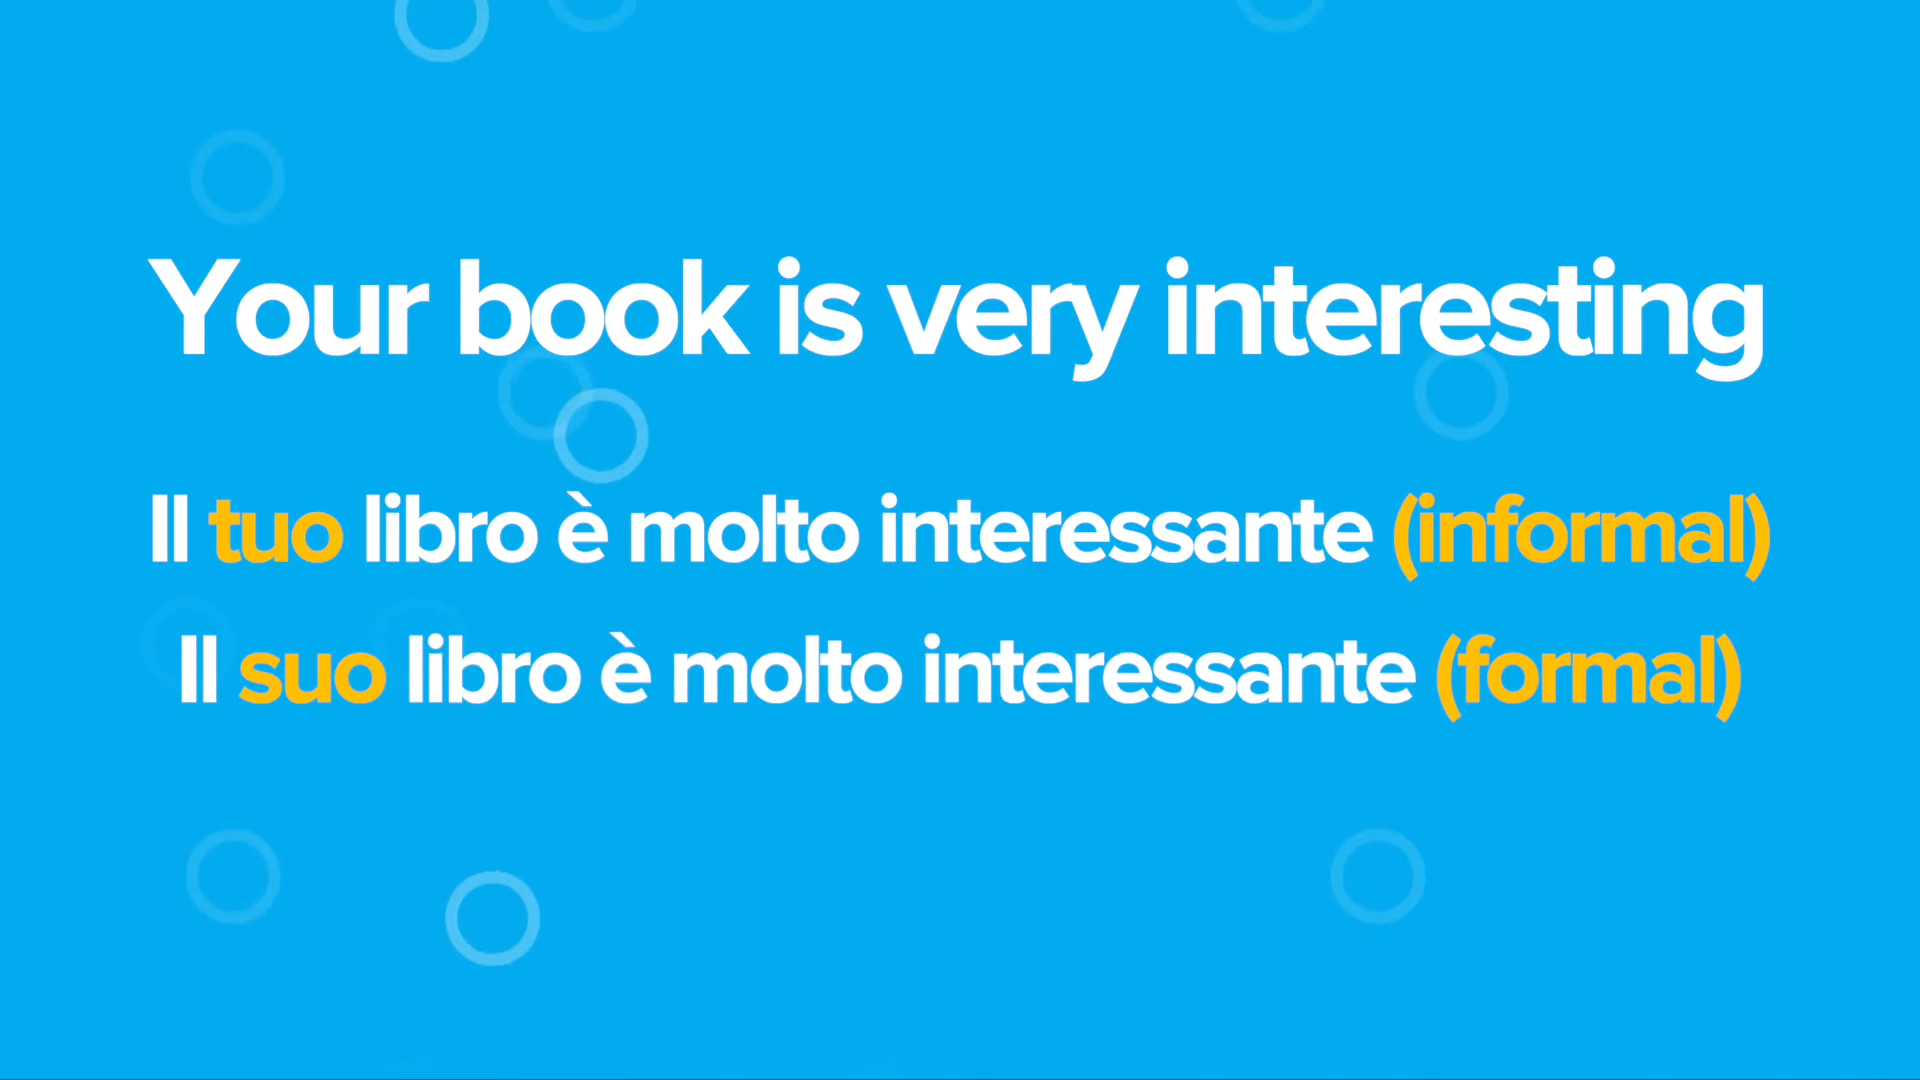 Your book is very interesting
Il tuo libro è molto interessante (informal)
Il suo libro è molto interessante (formal)